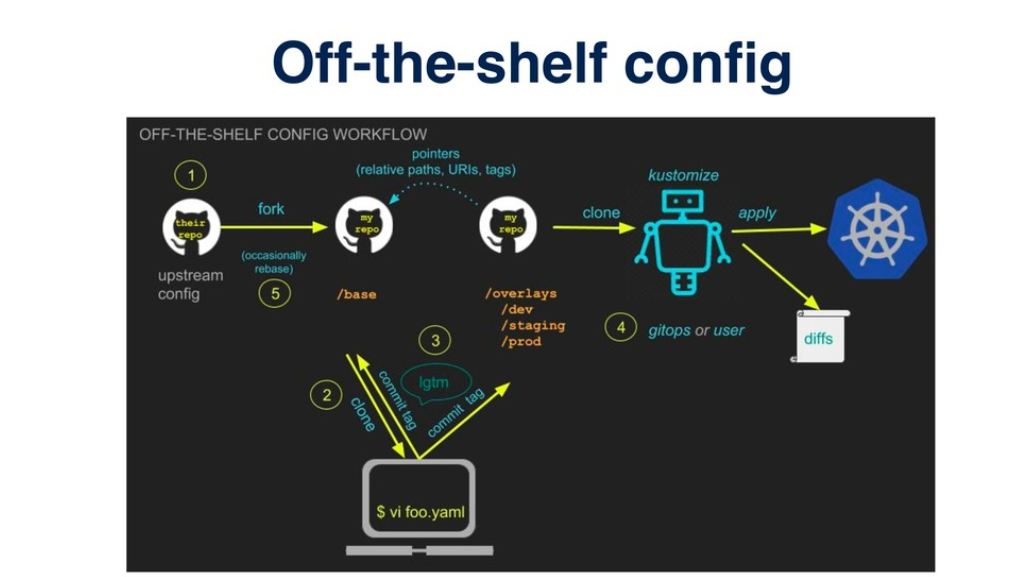 Off-the-shelf config
OFF-THE-SHELF CONFIG WORKFLOW
pointers
(relative paths, URIs, tags)
1
their
repo
fork
my
repo
my
repo
clone
kustomize
apply
upstream
config
(occasionally
rebase)
5
/base
/overlays
/dev
/staging
/prod
4
gitops or user
diffs
3
lgtm
2
clone
commit tag
commit tag
$ vi foo.yaml